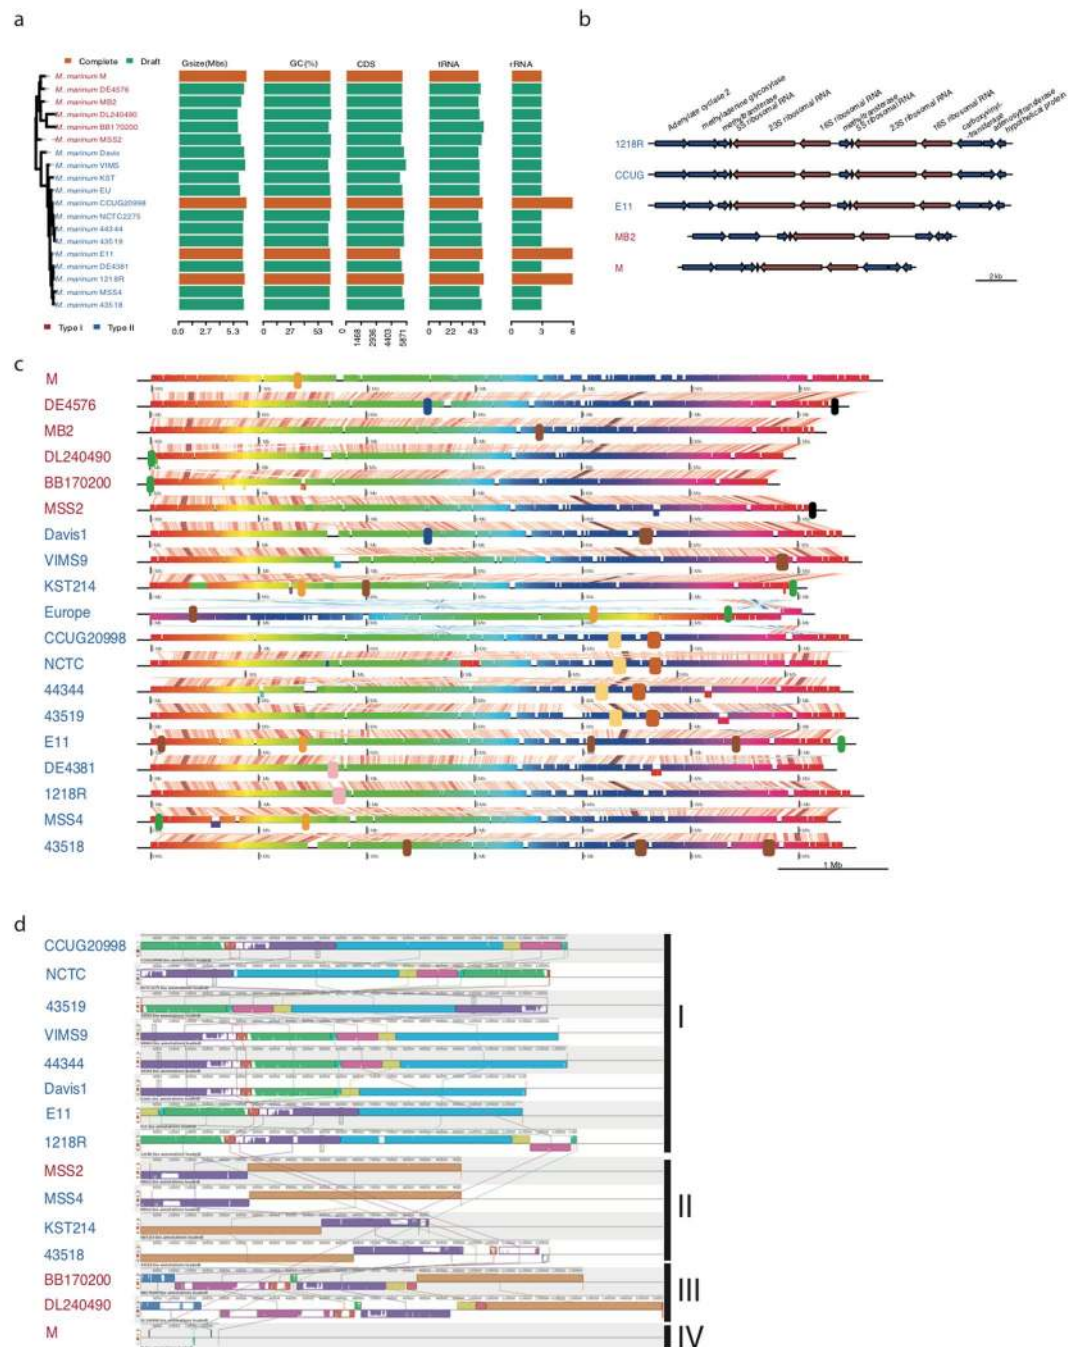 a
Complete
Draft
Gsize(Mbs)
GC(%)
CDS
tRNA
rRNA
M. marinum M
M. marinum DE4576
M. marinum MB2
M. marinum DL240490
M. marinum BB170200
M. marinum MSS2
M. marinum Davis
M. marinum VIMS
M. marinum KST
M. marinum EU
M. marinum CCUG20998
M. marinum NCTC2275
M. marinum 44344
M. marinum 43519
M. marinum E11
M. marinum DE4381
M. marinum 1218R
M. marinum MSS4
M. marinum 43518
Type I
Type II
0.0 2.7 5.3
0 27 53
0 1468 2936 4403 5871
0 22 43
0 3 6
b
Adenylate cyclase 2
methyladenine glycosylase
methyltransferase
5S ribosomal RNA
23S ribosomal RNA
16S ribosomal RNA
methyltransferase
5S ribosomal RNA
23S ribosomal RNA
16S ribosomal RNA
carboxyvinyl-
-transferase
adenosyltransferase
hypothetical protein
1218R
CCUG
E11
MB2
M
2 kb
c
M
DE4576
MB2
DL240490
BB170200
MSS2
Davis1
VIMS9
KST214
Europe
CCUG20998
NCTC
44344
43519
E11
DE4381
1218R
MSS4
43518
1 Mb
d
CCUG20998
NCTC
43519
VIMS9
44344
Davis1
E11
1218R
I
MSS2
MSS4
KST214
43518
II
BB170200
DL240490
III
M
IV